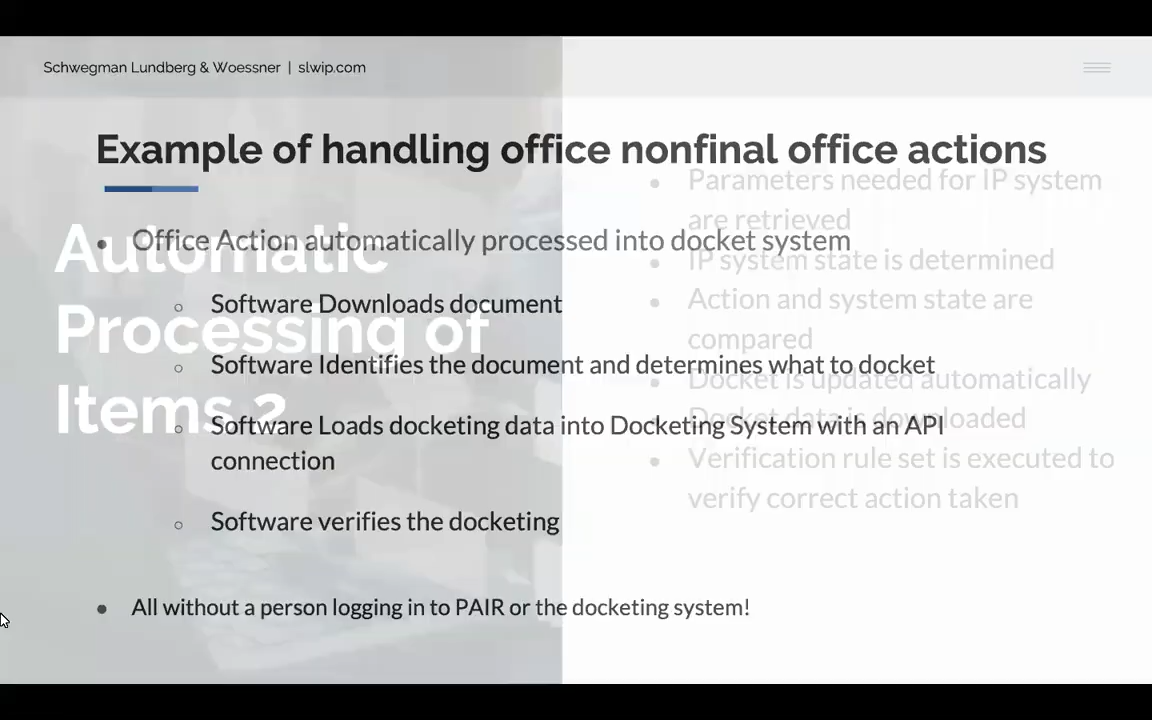 Schwegman Lundberg & Woessner | slwip.com
Example of handling office nonfinal office actions
• Office Action automatically processed into docket system
○ Software Downloads document
○ Software Identifies the document and determines what to docket
○ Software Loads docketing data into Docketing System with an API
connection
○ Software verifies the docketing
• All without a person logging in to PAIR or the docketing system!
Automatic
Processing of
Items 2
• Parameters needed for IP system
are retrieved
• IP system state is determined
• Action and system state are
compared
• Docket is updated automatically
• Docket data is downloaded
• Verification rule set is executed to
verify correct action taken